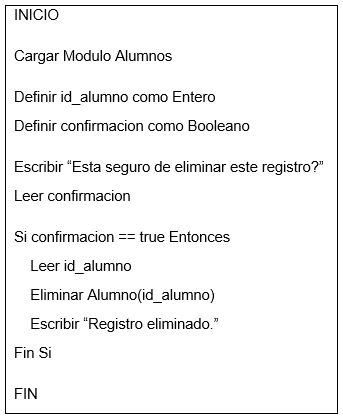 INICIO
Cargar Modulo Alumnos
Definir id_alumno como Entero
Definir confirmacion como Booleano
Escribir “Esta seguro de eliminar este registro?”
Leer confirmacion
Si confirmacion == true Entonces
Leer id_alumno
Eliminar Alumno(id_alumno)
Escribir “Registro eliminado.”
Fin Si
FIN